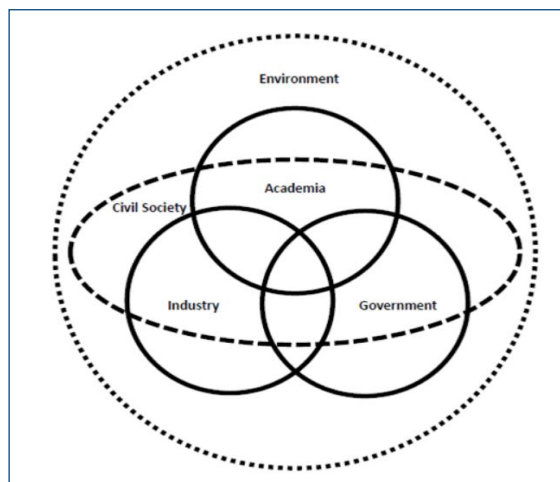 Environment
Academia
Civil Society
Industry
Government